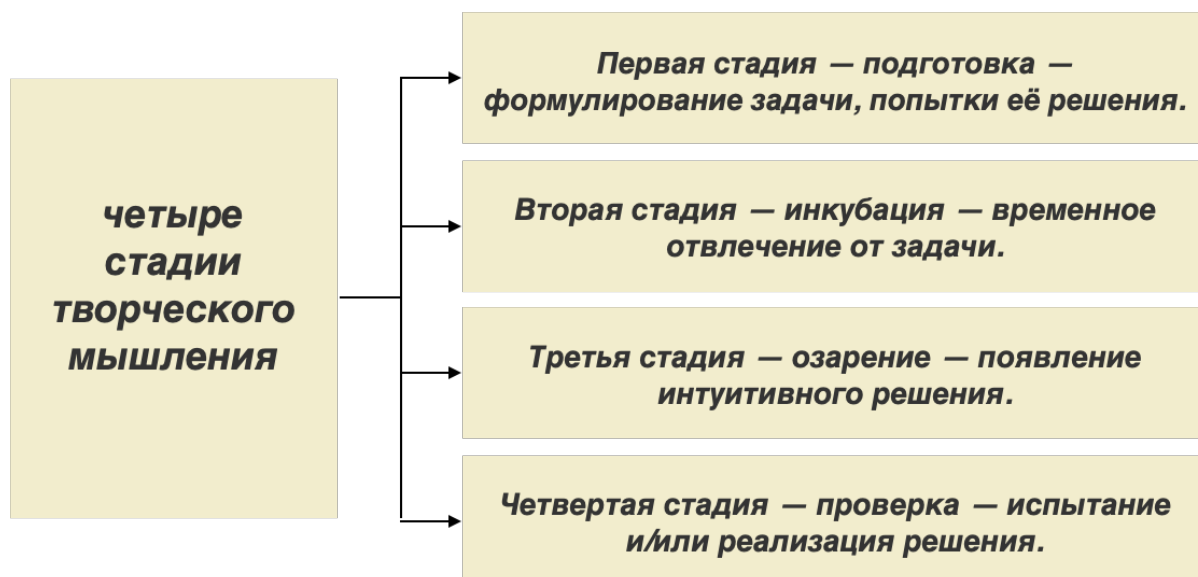 четыре
стадии
творческого
мышления
Первая стадия — подготовка —
формулирование задачи, попытки её решения.
Вторая стадия — инкубация — временное
отвлечение от задачи.
Третья стадия — озарение — появление
интуитивного решения.
Четвертая стадия — проверка — испытание
и/или реализация решения.